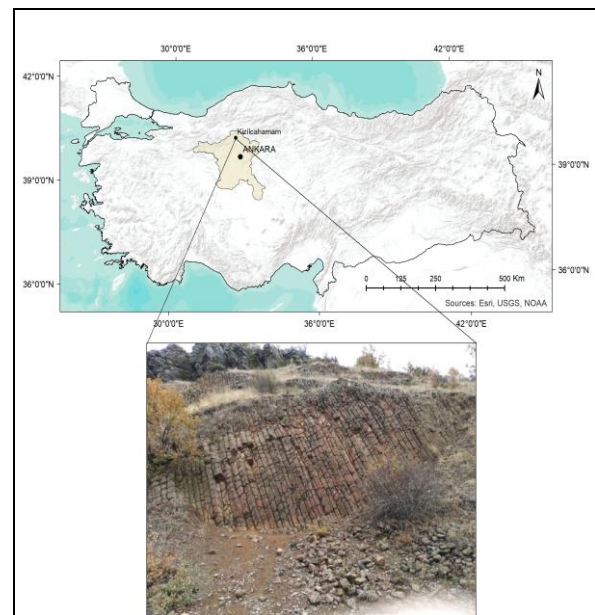 30°0'0"E 36°0'0"E 42°0'0"E
42°0'0"N
N
Kizilcahamam
ANKARA
39°0'0"N
39°0'0"N
36°0'0"N
36°0'0"N
0 125 250 500 Km
Sources: Esri, USGS, NOAA
30°0'0"E 36°0'0"E 42°0'0"E